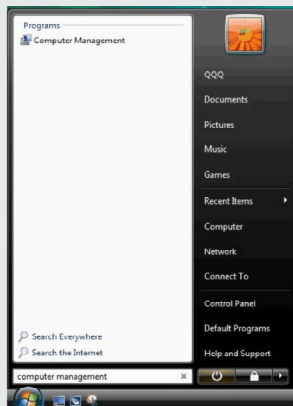 Programs
Computer Management
Search Everywhere
Search the Internet
computer management
QQQ
Documents
Pictures
Music
Games
Recent Items
Computer
Network
Connect To
Control Panel
Default Programs
Help and Support